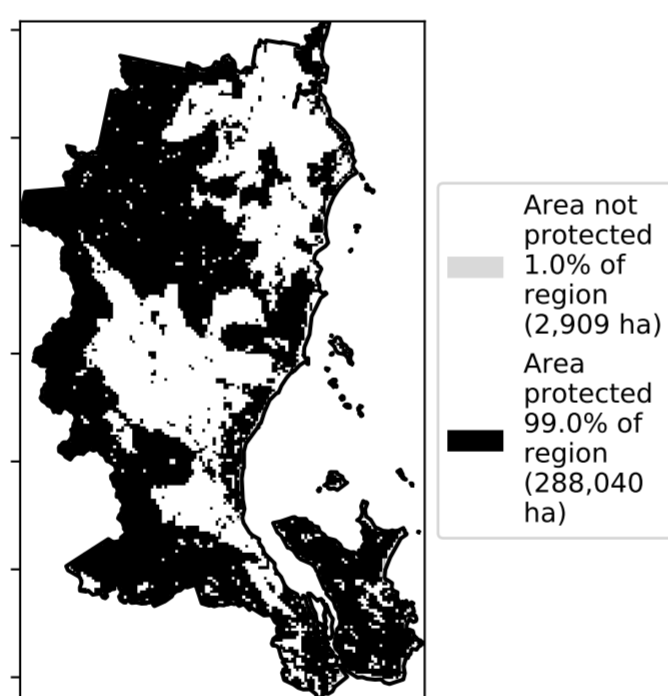 Area not
protected
1.0% of
region
(2,909 ha)
Area
protected
99.0% of
region
(288,040
ha)